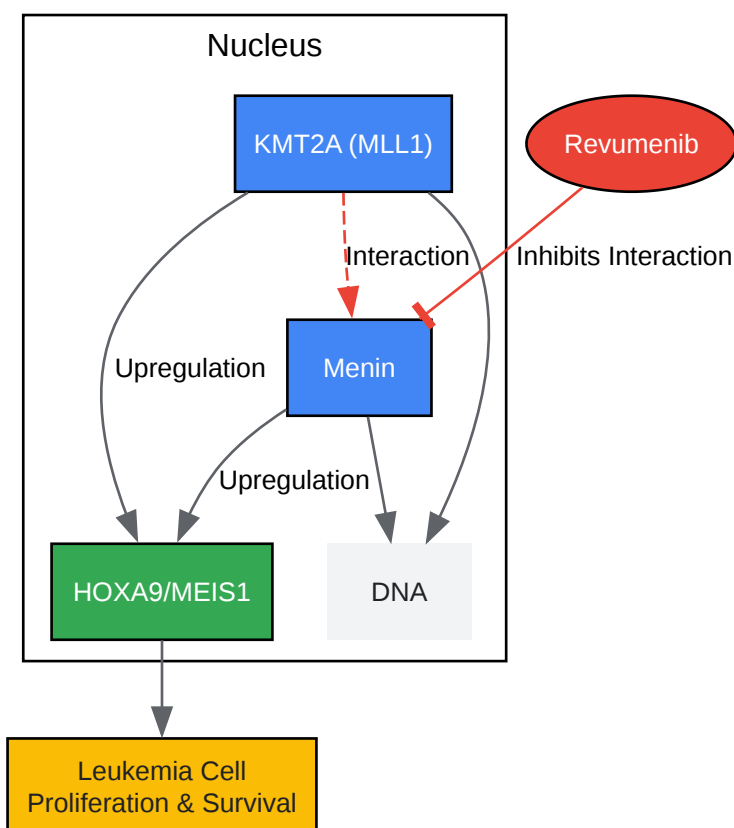 Nucleus
KMT2A (MLL1)
Revumenib
Interaction
Inhibits Interaction
Upregulation
Menin
Upregulation
HOXA9/MEIS1
DNA
Leukemia Cell
Proliferation & Survival